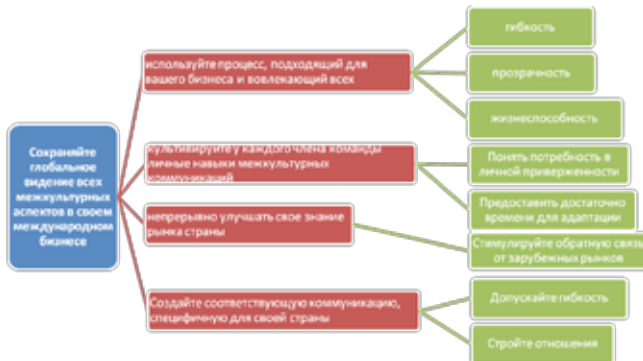 Сохраняйте
глобальное
видение всех
межкультурных
аспектов в своем
международном
бизнесе
используйте процесс, подходящий для
вашего бизнеса и вовлекающий всех
гибкость
прозрачность
жизнеспособность
культивируйте у каждого члена команды
личные навыки межкультурных
коммуникаций
Понять потребность в
личной приверженности
Предоставить достаточно
времени для адаптации
непрерывно улучшать свое знание
рынка страны
Стимулируйте обратную связь
от зарубежных рынков
Создайте соответствующую коммуникацию,
специфичную для своей страны
Допускайте гибкость
Стройте отношения